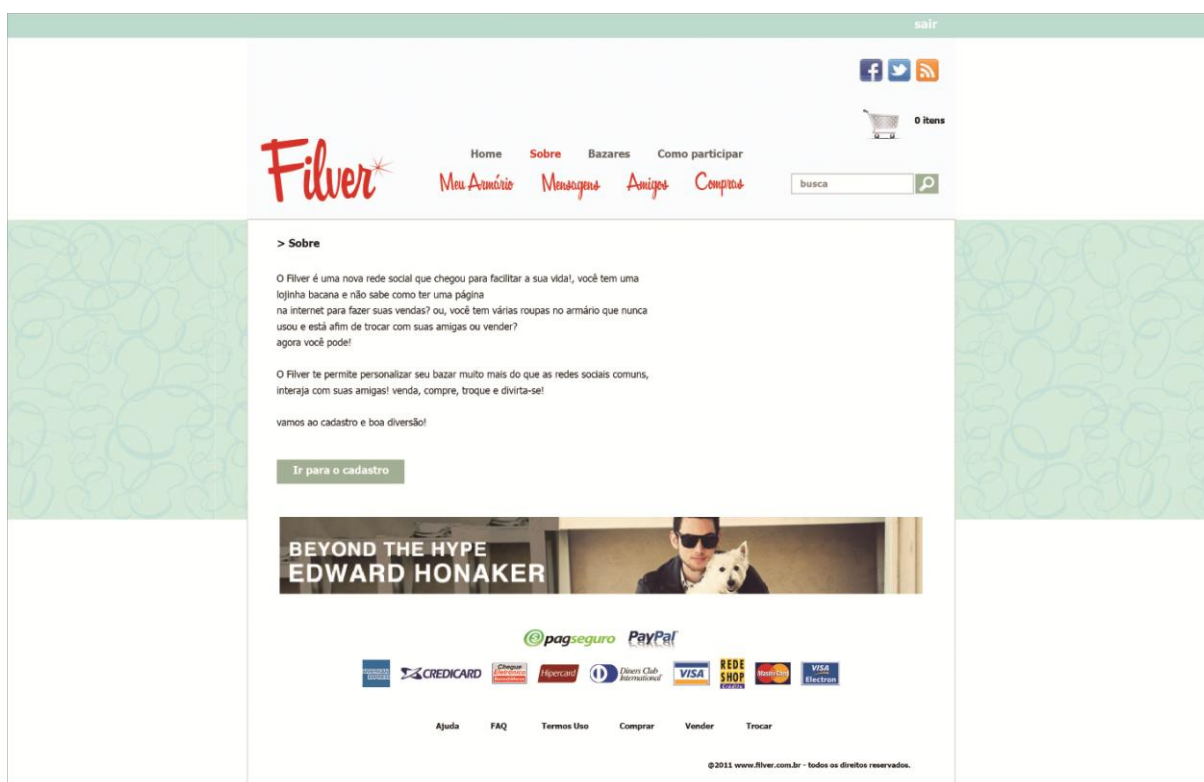 sair
0 itens
Filver
Home Sobre Bazares Como participar
Meu Armário Mensagens Amigos Compras
busca
> Sobre
O Filver é uma nova rede social que chegou para facilitar a sua vida!, você tem uma
lojinha bacana e não sabe como ter uma página
na internet para fazer suas vendas? ou, você tem várias roupas no armário que nunca
usou e está afim de trocar com suas amigas ou vender?
agora você pode!
O Filver te permite personalizar seu bazar muito mais do que as redes sociais comuns,
interaja com suas amigas! venda, compre, troque e divirta-se!
vamos ao cadastro e boa diversão!
Ir para o cadastro
BEYOND THE HYPE
EDWARD HONAKER
pagseguro PayPal
AMERICAN EXPRESS CREDICARD Cheque Eletrônico Hipercard Diners Club International VISA REDE SHOP MasterCard VISA Electron
Ajuda FAQ Termos Uso Comprar Vender Trocar
@2011 www.filver.com.br - todos os direitos reservados.